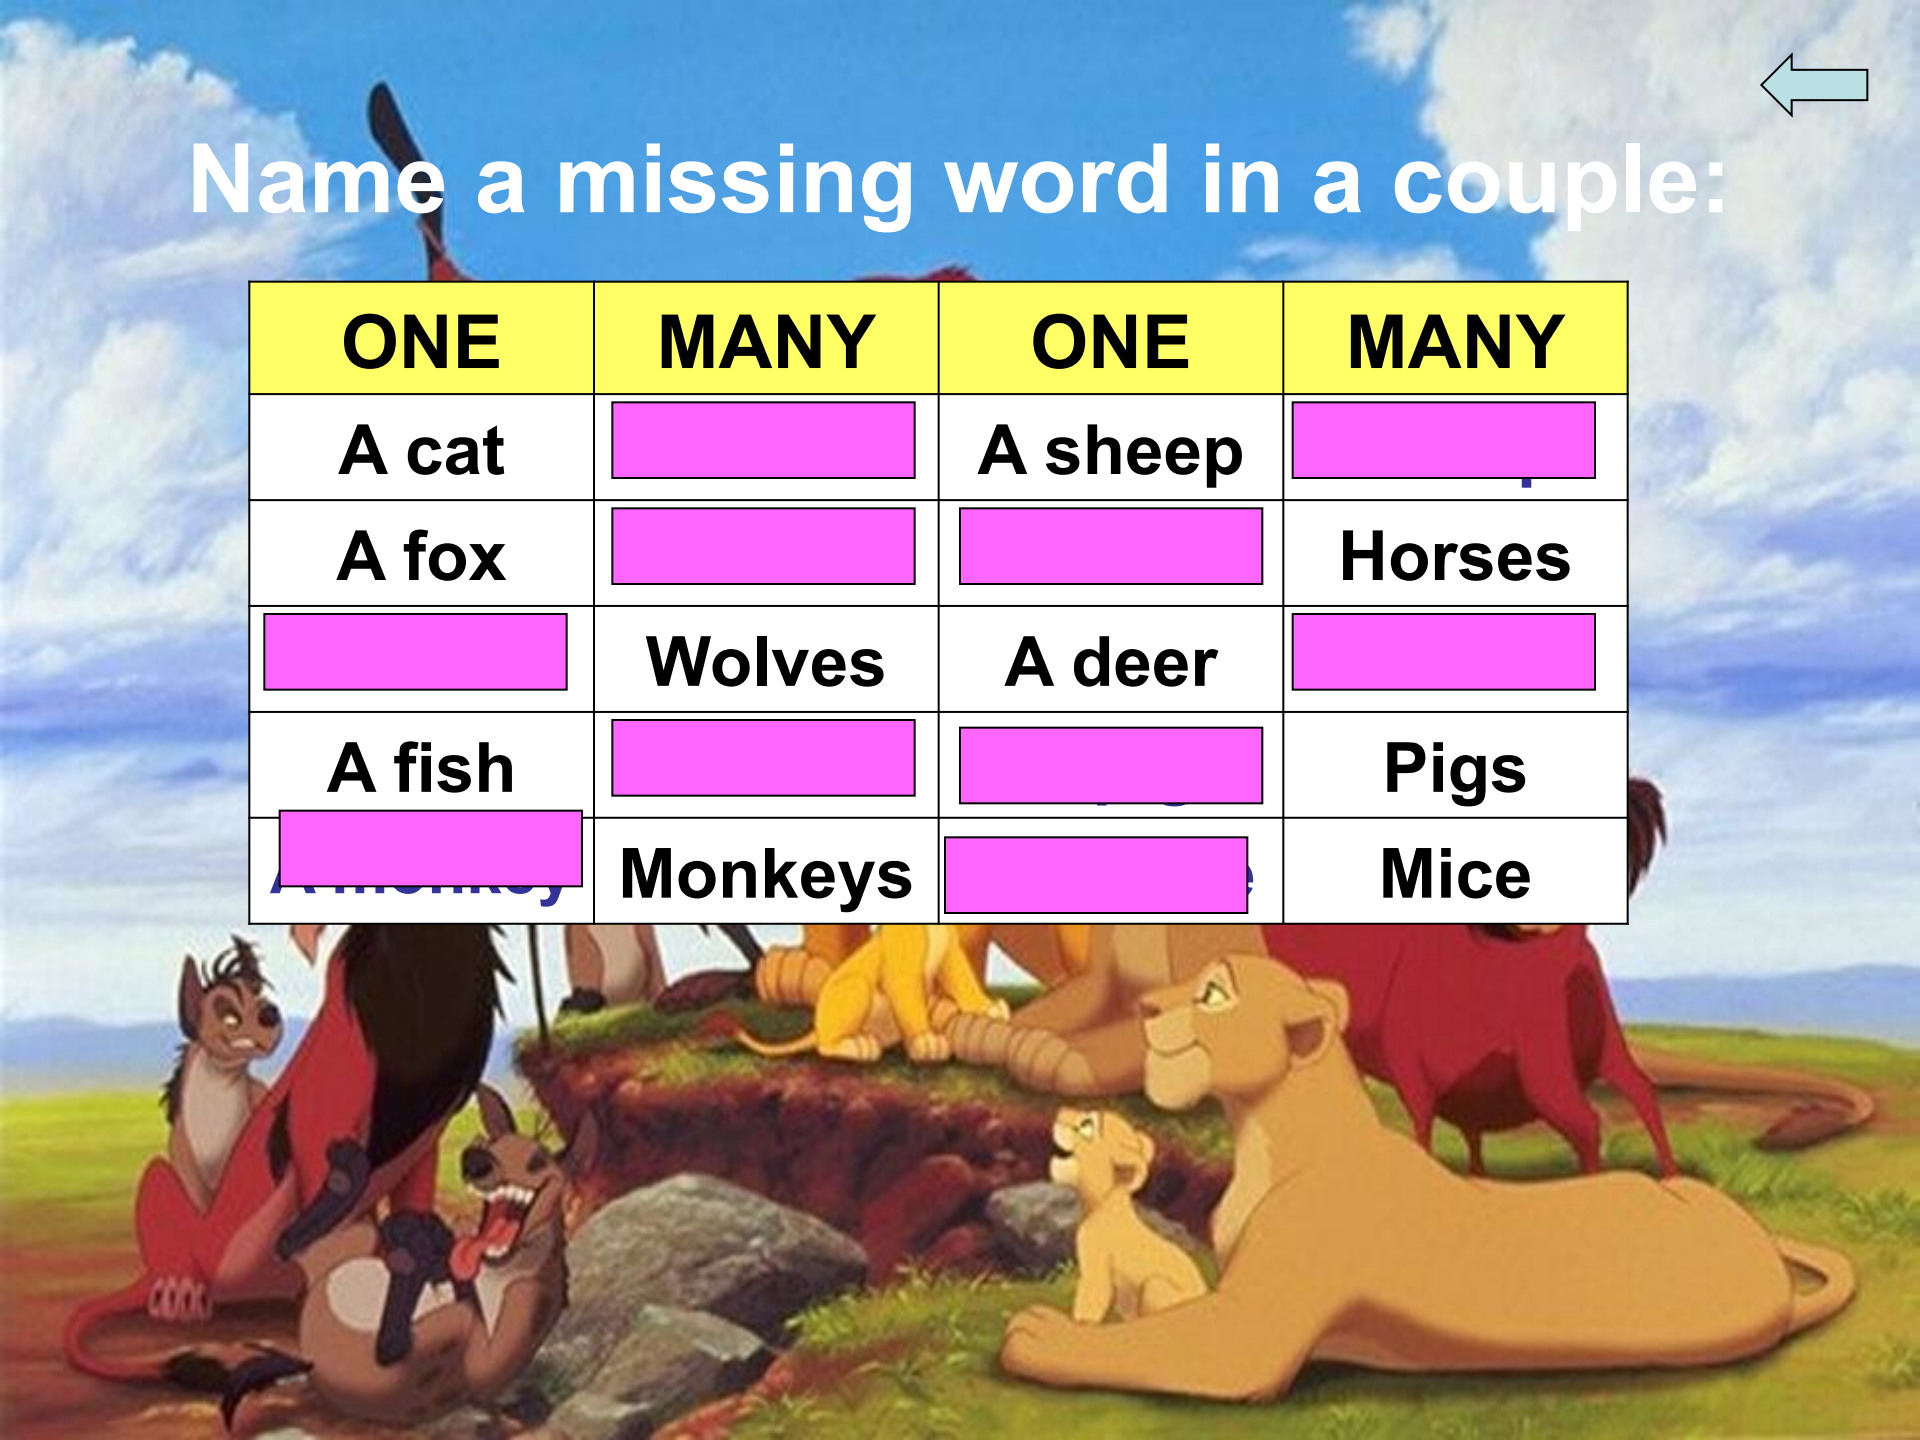 Name a missing word in a couple:
ONE MANY ONE MANY
A cat A sheep
A fox Horses
Wolves A deer
A fish Pigs
Monkeys Mice